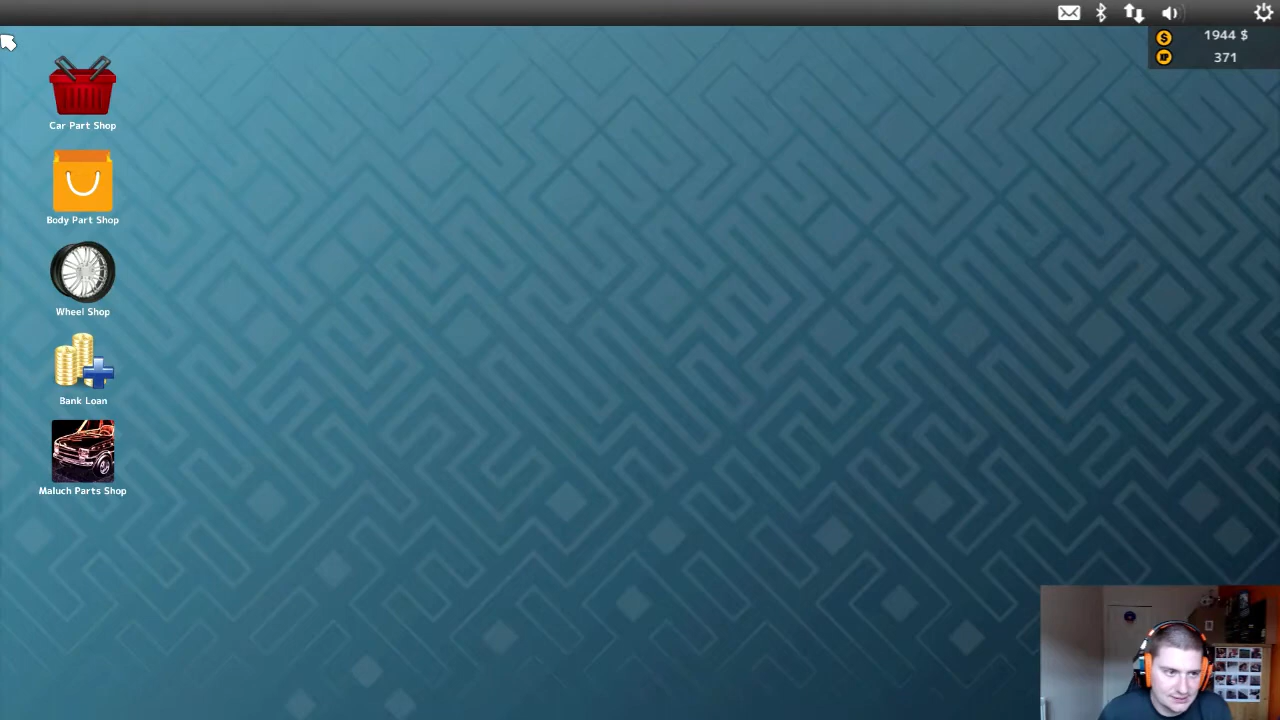 1944 $
371
Car Part Shop
Body Part Shop
Wheel Shop
Bank Loan
Maluch Parts Shop